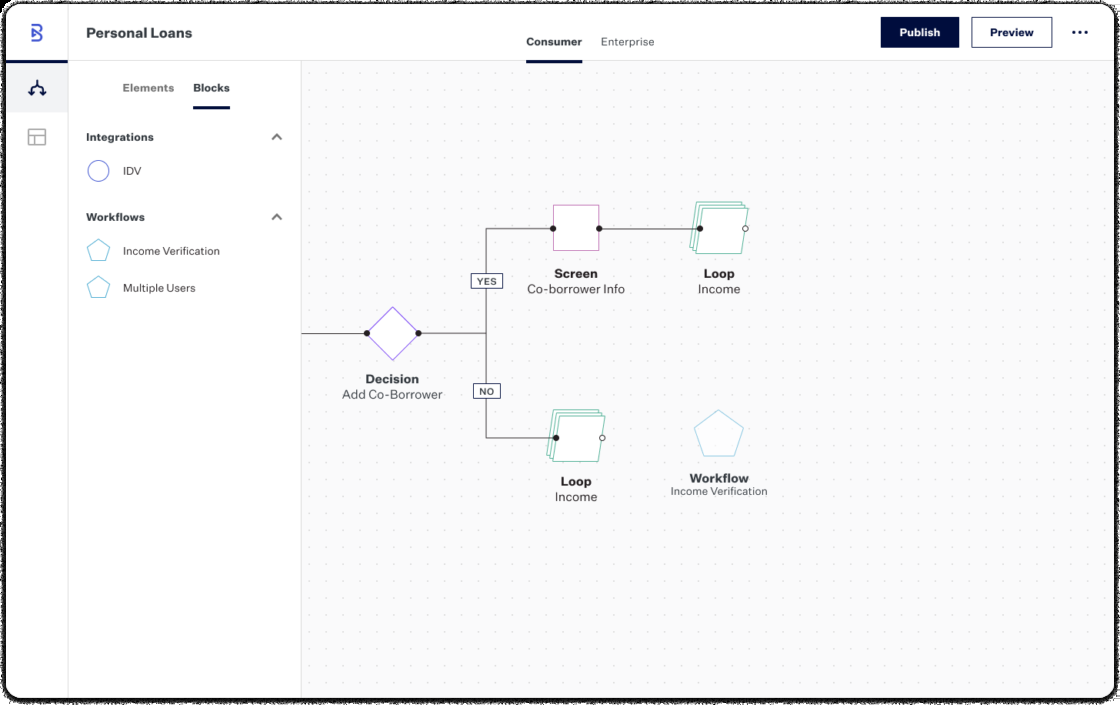 Personal Loans
Consumer Enterprise
Publish Preview
Elements Blocks
Integrations
IDV
Workflows
Income Verification
Multiple Users
YES
Screen
Co-borrower Info
Loop
Income
Decision
Add Co-Borrower
NO
Loop
Income
Workflow
Income Verification